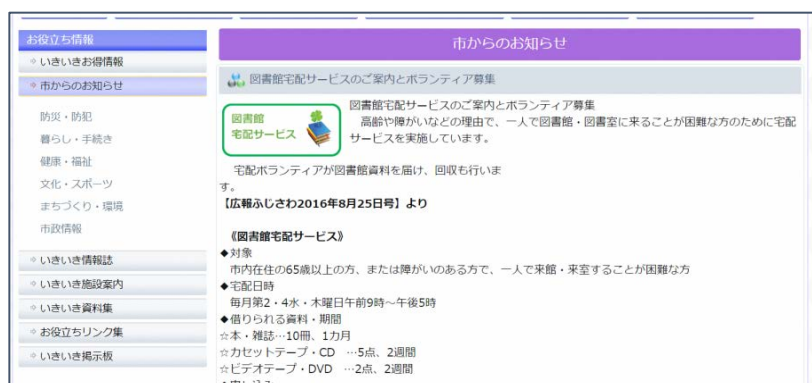 お役立ち情報
いきいきお得情報
市からのお知らせ
防災・防犯
暮らし・手続き
健康・福祉
文化・スポーツ
まちづくり・環境
市政情報
いきいき情報誌
いきいき施設案内
いきいき資料集
お役立ちリンク集
いきいき掲示板
市からのお知らせ
図書館宅配サービスのご案内とボランティア募集
図書館
宅配サービス
図書館宅配サービスのご案内とボランティア募集
高齢や障がいなどの理由で、一人で図書館・図書室に来ることが困難な方のために宅配
サービスを実施しています。
宅配ボランティアが図書館資料を届け、回収も行いま
す。
【広報ふじさわ2016年8月25日号】より
《図書館宅配サービス》
◆対象
市内在住の65歳以上の方、または障がいのある方で、一人で来館・来室することが困難な方
◆宅配日時
毎月第2・4水・木曜日午前9時～午後5時
◆借りられる資料・期間
☆本・雑誌…10冊、1カ月
☆カセットテープ・CD …5点、2週間
☆ビデオテープ・DVD …2点、2週間